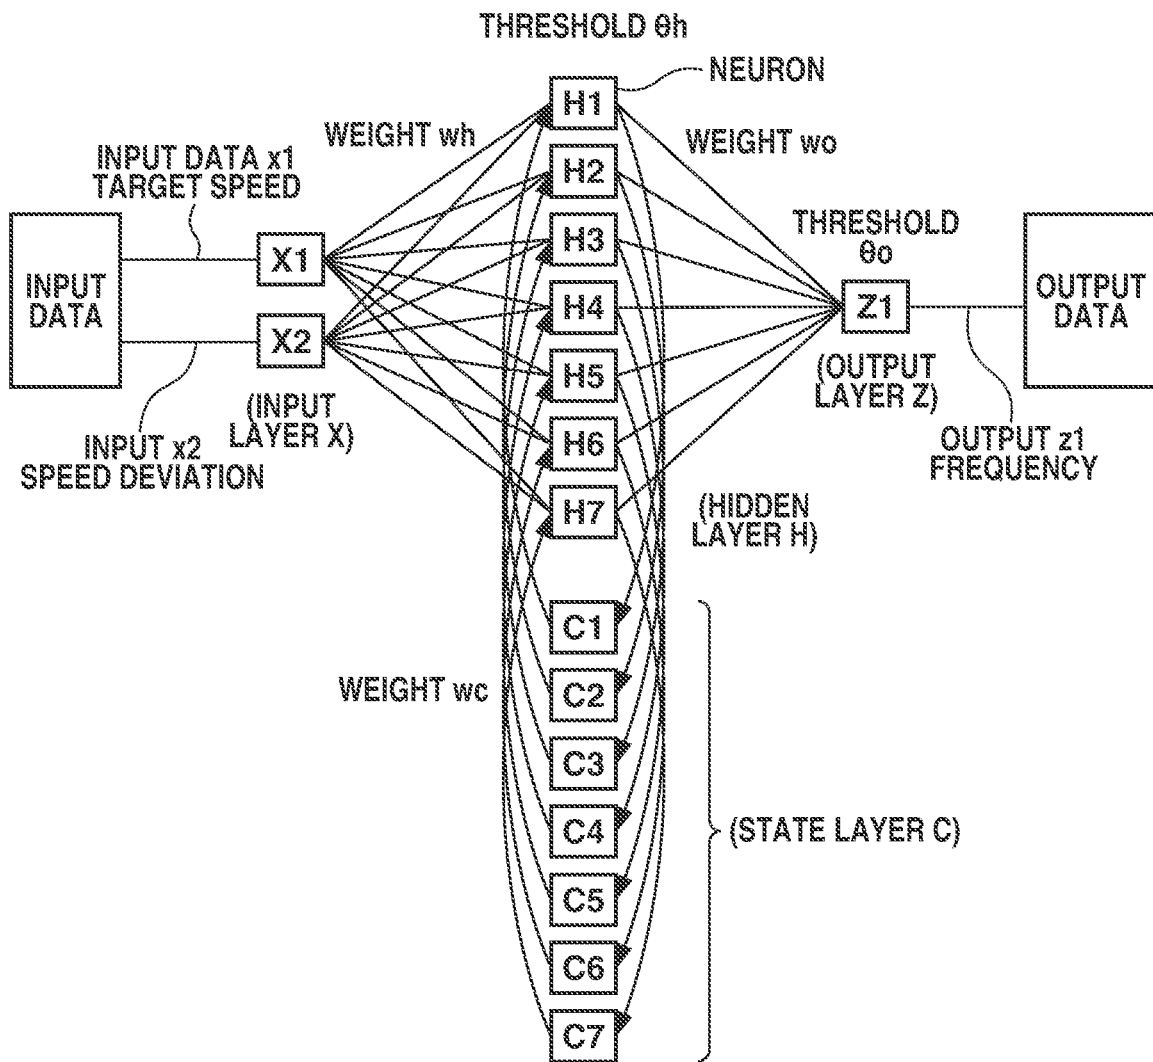 THRESHOLD θh
NEURON
H1
WEIGHT wh
WEIGHT wo
INPUT DATA x1
TARGET SPEED
H2
H3
THRESHOLD
θo
INPUT
DATA
X1
H4
Z1
OUTPUT
DATA
X2
H5
(INPUT
LAYER X)
(OUTPUT
LAYER Z)
H6
INPUT x2
SPEED DEVIATION
OUTPUT z1
FREQUENCY
H7
(HIDDEN
LAYER H)
C1
WEIGHT wc
C2
C3
C4
(STATE LAYER C)
C5
C6
C7